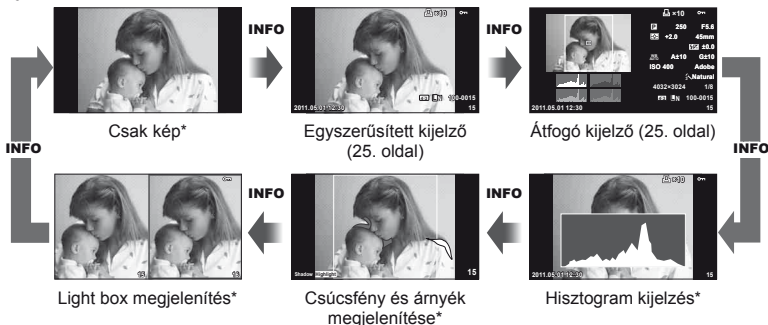 INFO
INFO
×10
2011.05.01 12:30
100-0015
15
×10
P 250 F5.6
+2.0 45mm
±0.0
A±10 G±10
ISO 400 Adobe
Natural
4032×3024 1/8
100-0015
2011.05.01 12:30 15
Csak kép*
Egyszerűsített kijelző
(25. oldal)
Átfogó kijelző (25. oldal)
INFO
INFO
INFO
INFO
×10
15
15
Shadow Highlight
15
2011.05.01 12:30
15
Light box megjelenítés*
Csúcsfény és árnyék
megjelenítése*
Hisztogram kijelzés*